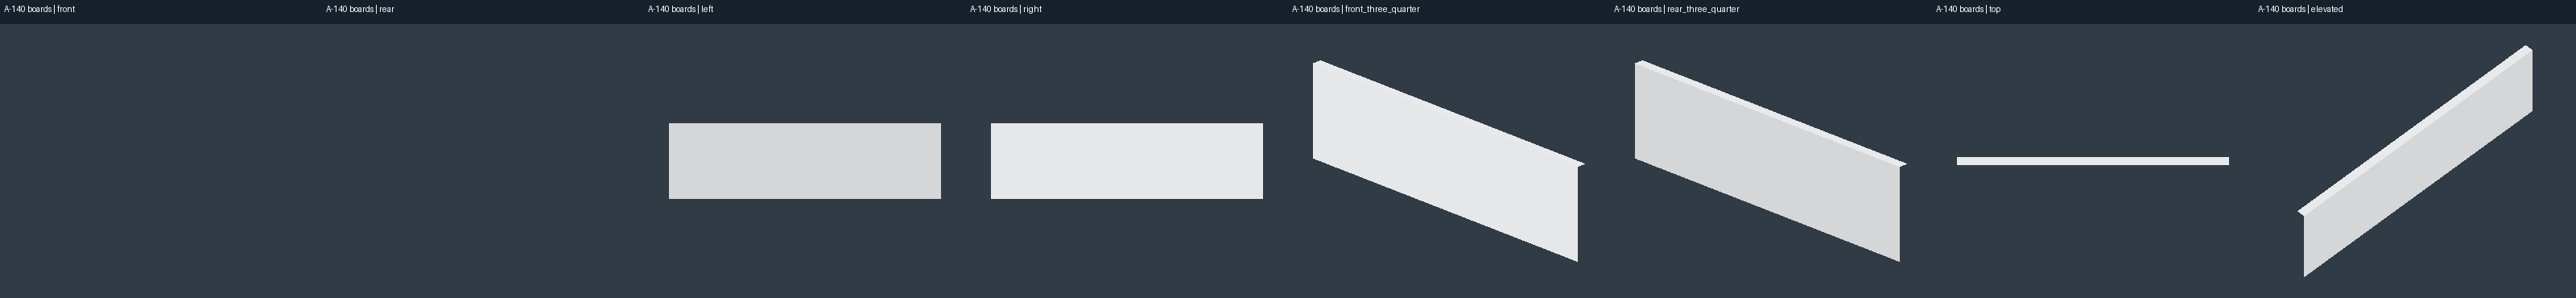 A-140 boards | front
A-140 boards | rear
A-140 boards | left
A-140 boards | right
A-140 boards | front_three_quarter
A-140 boards | rear_three_quarter
A-140 boards | top
A-140 boards | elevated